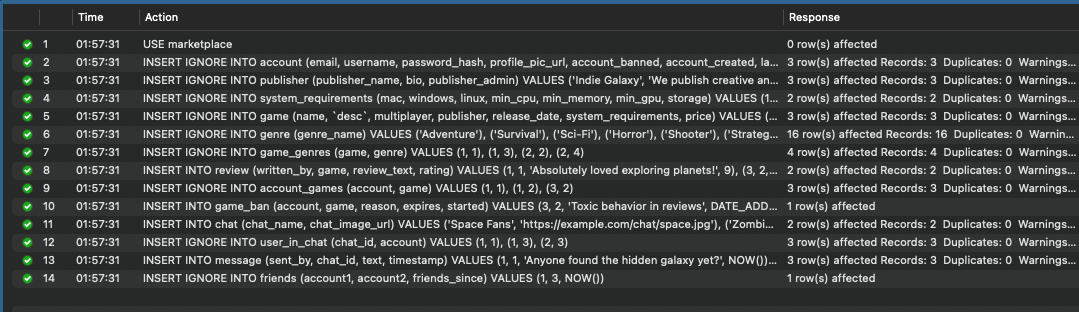 Time Action Response
1 01:57:31 USE marketplace 0 row(s) affected
2 01:57:31 INSERT IGNORE INTO account (email, username, password_hash, profile_pic_url, account_banned, account_created, la... 3 row(s) affected Records: 3 Duplicates: 0 Warnings...
3 01:57:31 INSERT IGNORE INTO publisher (publisher_name, bio, publisher_admin) VALUES ('Indie Galaxy', 'We publish creative an... 3 row(s) affected Records: 3 Duplicates: 0 Warnings...
4 01:57:31 INSERT IGNORE INTO system_requirements (mac, windows, linux, min_cpu, min_memory, min_gpu, storage) VALUES (1... 2 row(s) affected Records: 2 Duplicates: 0 Warnings...
5 01:57:31 INSERT IGNORE INTO game (name, `desc`, multiplayer, publisher, release_date, system_requirements, price) VALUES (... 3 row(s) affected Records: 3 Duplicates: 0 Warnings...
6 01:57:31 INSERT IGNORE INTO genre (genre_name) VALUES ('Adventure'), ('Survival'), ('Sci-Fi'), ('Horror'), ('Shooter'), ('Strateg... 16 row(s) affected Records: 16 Duplicates: 0 Warnin...
7 01:57:31 INSERT IGNORE INTO game_genres (game, genre) VALUES (1, 1), (1, 3), (2, 2), (2, 4) 4 row(s) affected Records: 4 Duplicates: 0 Warnings...
8 01:57:31 INSERT INTO review (written_by, game, review_text, rating) VALUES (1, 1, 'Absolutely loved exploring planets!', 9), (3, 2,... 2 row(s) affected Records: 2 Duplicates: 0 Warnings...
9 01:57:31 INSERT IGNORE INTO account_games (account, game) VALUES (1, 1), (1, 2), (3, 2) 3 row(s) affected Records: 3 Duplicates: 0 Warnings...
10 01:57:31 INSERT INTO game_ban (account, game, reason, expires, started) VALUES (3, 2, 'Toxic behavior in reviews', DATE_ADD... 1 row(s) affected
11 01:57:31 INSERT INTO chat (chat_name, chat_image_url) VALUES ('Space Fans', 'https://example.com/chat/space.jpg'), ('Zombi... 2 row(s) affected Records: 2 Duplicates: 0 Warnings...
12 01:57:31 INSERT IGNORE INTO user_in_chat (chat_id, account) VALUES (1, 1), (1, 3), (2, 3) 3 row(s) affected Records: 3 Duplicates: 0 Warnings...
13 01:57:31 INSERT INTO message (sent_by, chat_id, text, timestamp) VALUES (1, 1, 'Anyone found the hidden galaxy yet?', NOW())... 3 row(s) affected Records: 3 Duplicates: 0 Warnings...
14 01:57:31 INSERT IGNORE INTO friends (account1, account2, friends_since) VALUES (1, 3, NOW()) 1 row(s) affected